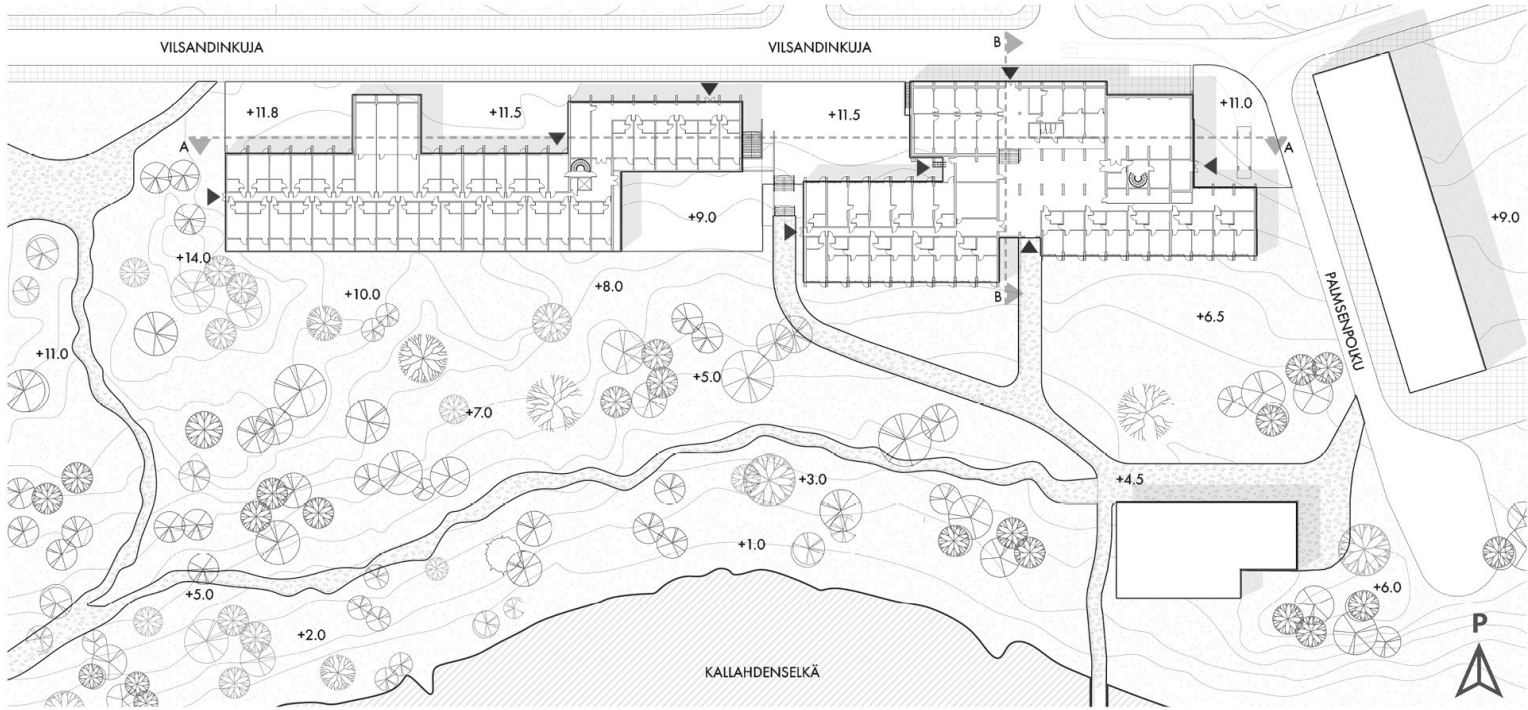 VILSANDINKUJA
VILSANDINKUJA
B
+11.8
+11.5
+11.5
+11.0
A
A
+9.0
+9.0
+14.0
+10.0
+8.0
B
+6.5
PALMSENPOLKU
+11.0
+5.0
+7.0
+3.0
+4.5
+1.0
+5.0
+6.0
+2.0
P
KALLAHDENSELKÄ